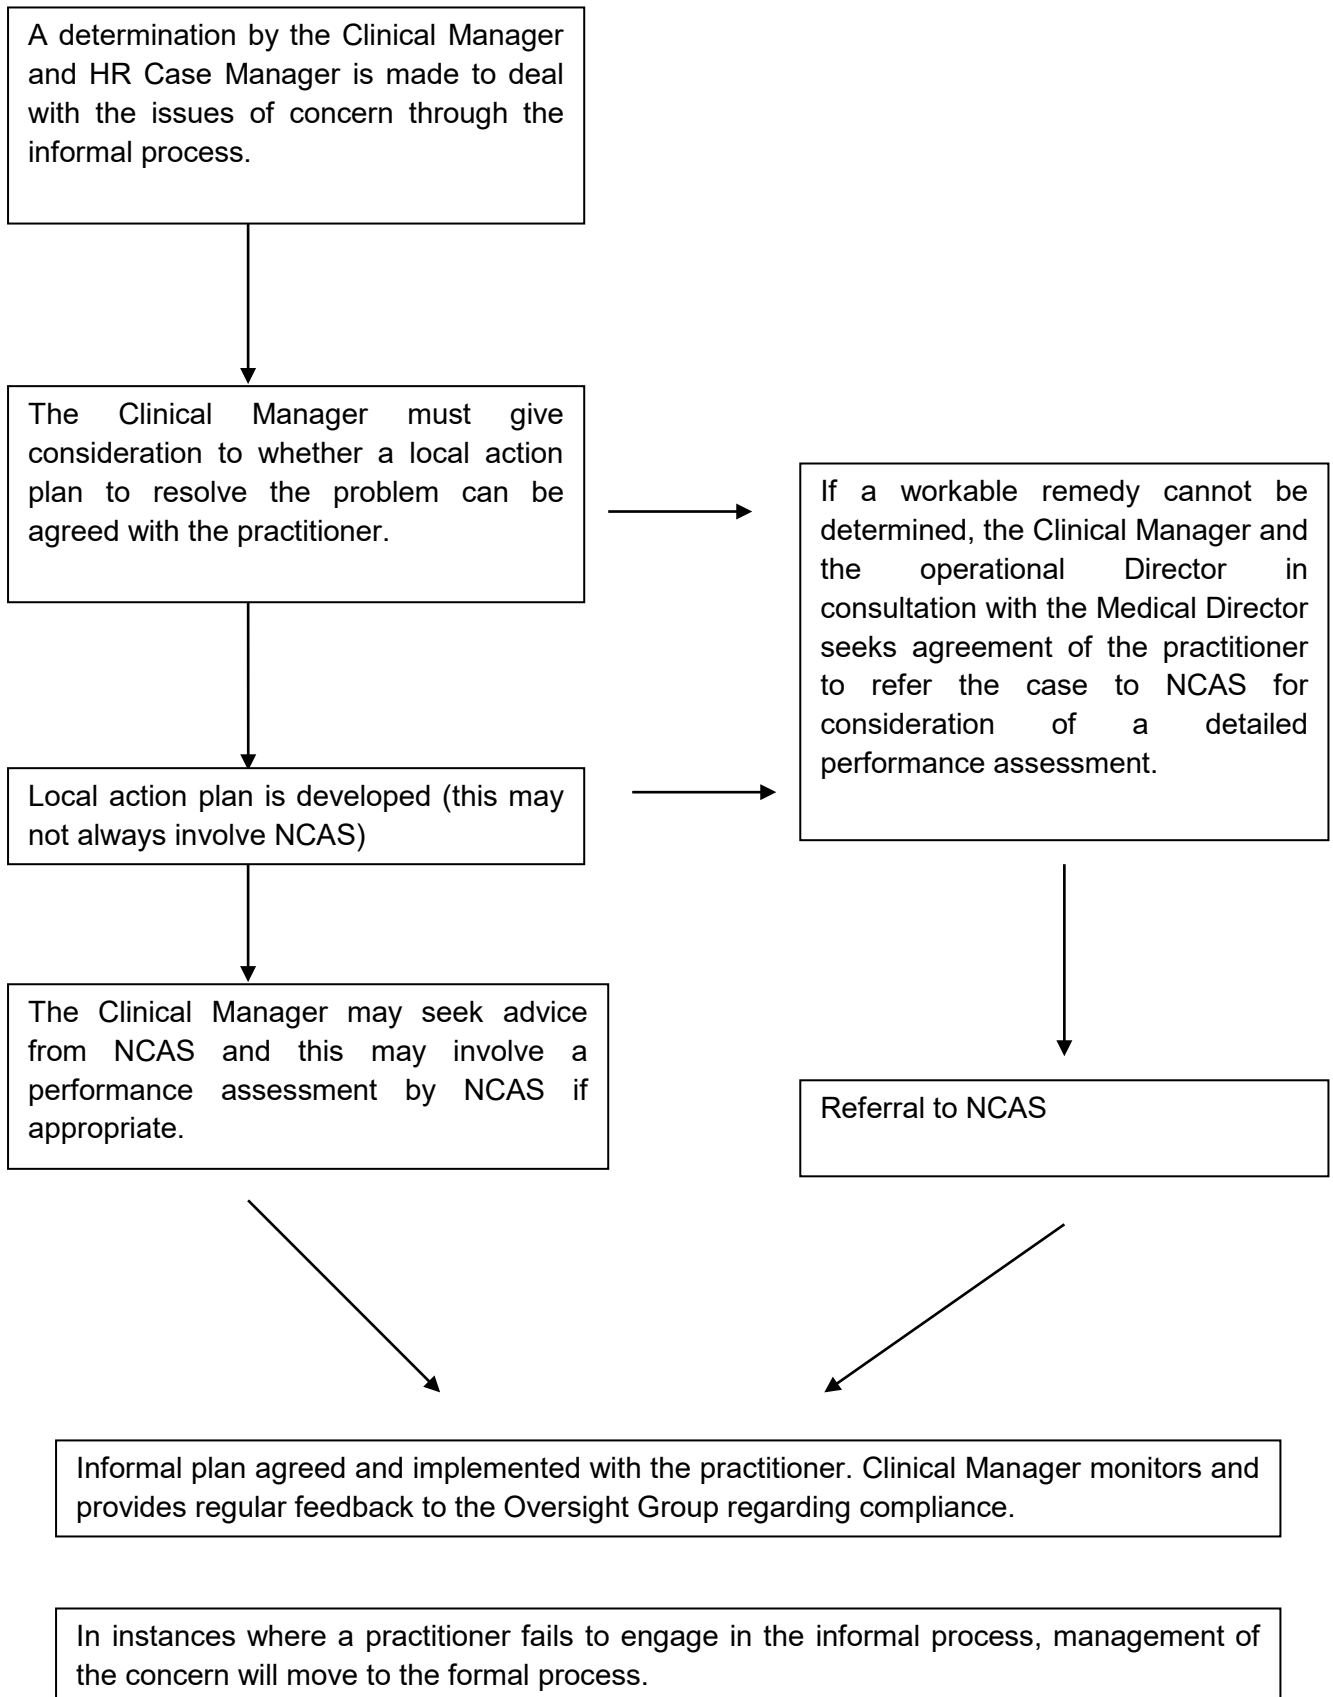 A determination by the Clinical Manager
and HR Case Manager is made to deal
with the issues of concern through the
informal process.
The Clinical Manager must give
consideration to whether a local action
plan to resolve the problem can be
agreed with the practitioner.
If a workable remedy cannot be
determined, the Clinical Manager and
the operational Director in
consultation with the Medical Director
seeks agreement of the practitioner
to refer the case to NCAS for
consideration of a detailed
performance assessment.
Local action plan is developed (this may
not always involve NCAS)
The Clinical Manager may seek advice
from NCAS and this may involve a
performance assessment by NCAS if
appropriate.
Referral to NCAS
Informal plan agreed and implemented with the practitioner. Clinical Manager monitors and
provides regular feedback to the Oversight Group regarding compliance.
In instances where a practitioner fails to engage in the informal process, management of
the concern will move to the formal process.